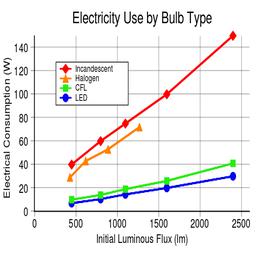 Electricity Use by Bulb Type
Electrical Consumption (W)
140
120
100
80
60
40
20
0
Incandescent
Halogen
CFL
LED
0 500 1000 1500 2000 2500
Initial Luminous Flux (lm)